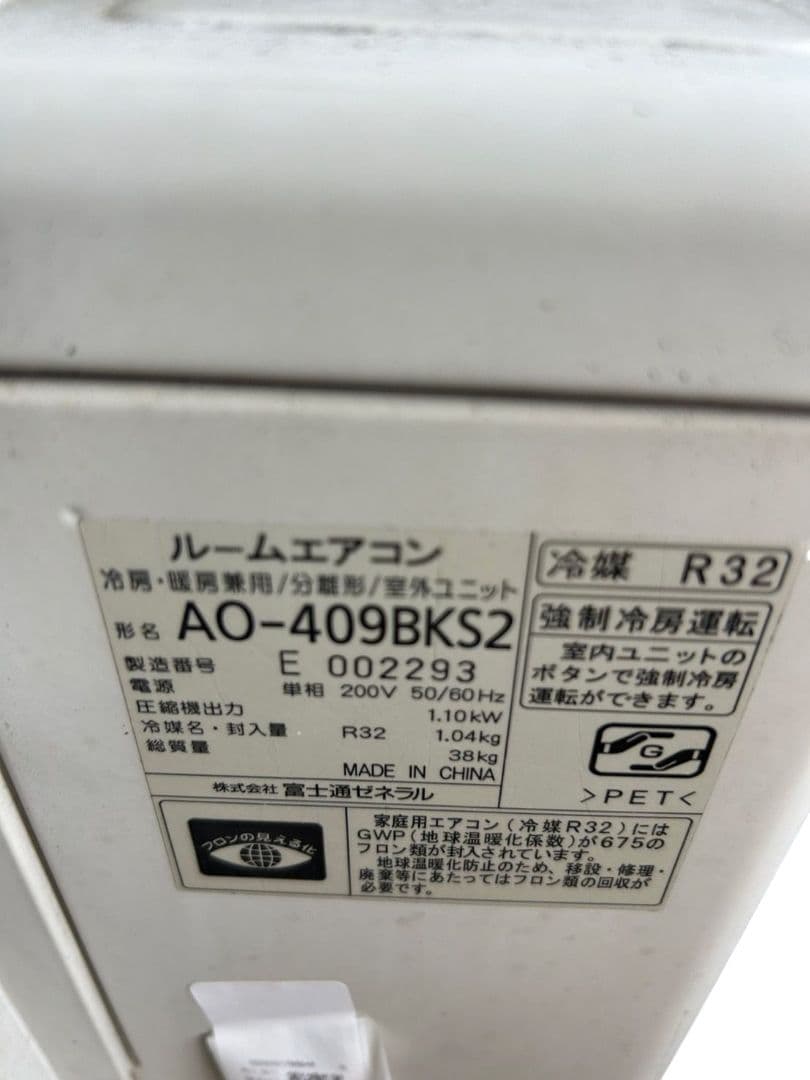 ルームエアコン
冷房・暖房兼用/分離形/室外ユニット
形名 AO-409BKS2
製造番号 E 002293
電源 単相 200V 50/60Hz
圧縮機出力 1.10kW
冷媒名・封入量 R32 1.04kg
総質量 38kg
MADE IN CHINA
株式会社 富士通ゼネラル
冷媒 R32
強制冷房運転
室内ユニットの
ボタンで強制冷房
運転ができます。
G
>PET<
フロンの見える化
家庭用エアコン(冷媒R32)には
GWP(地球温暖化係数)が675の
フロン類が封入されています。
地球温暖化防止のため、移設・修理・
廃棄等にあたってはフロン類の回収が
必要です。